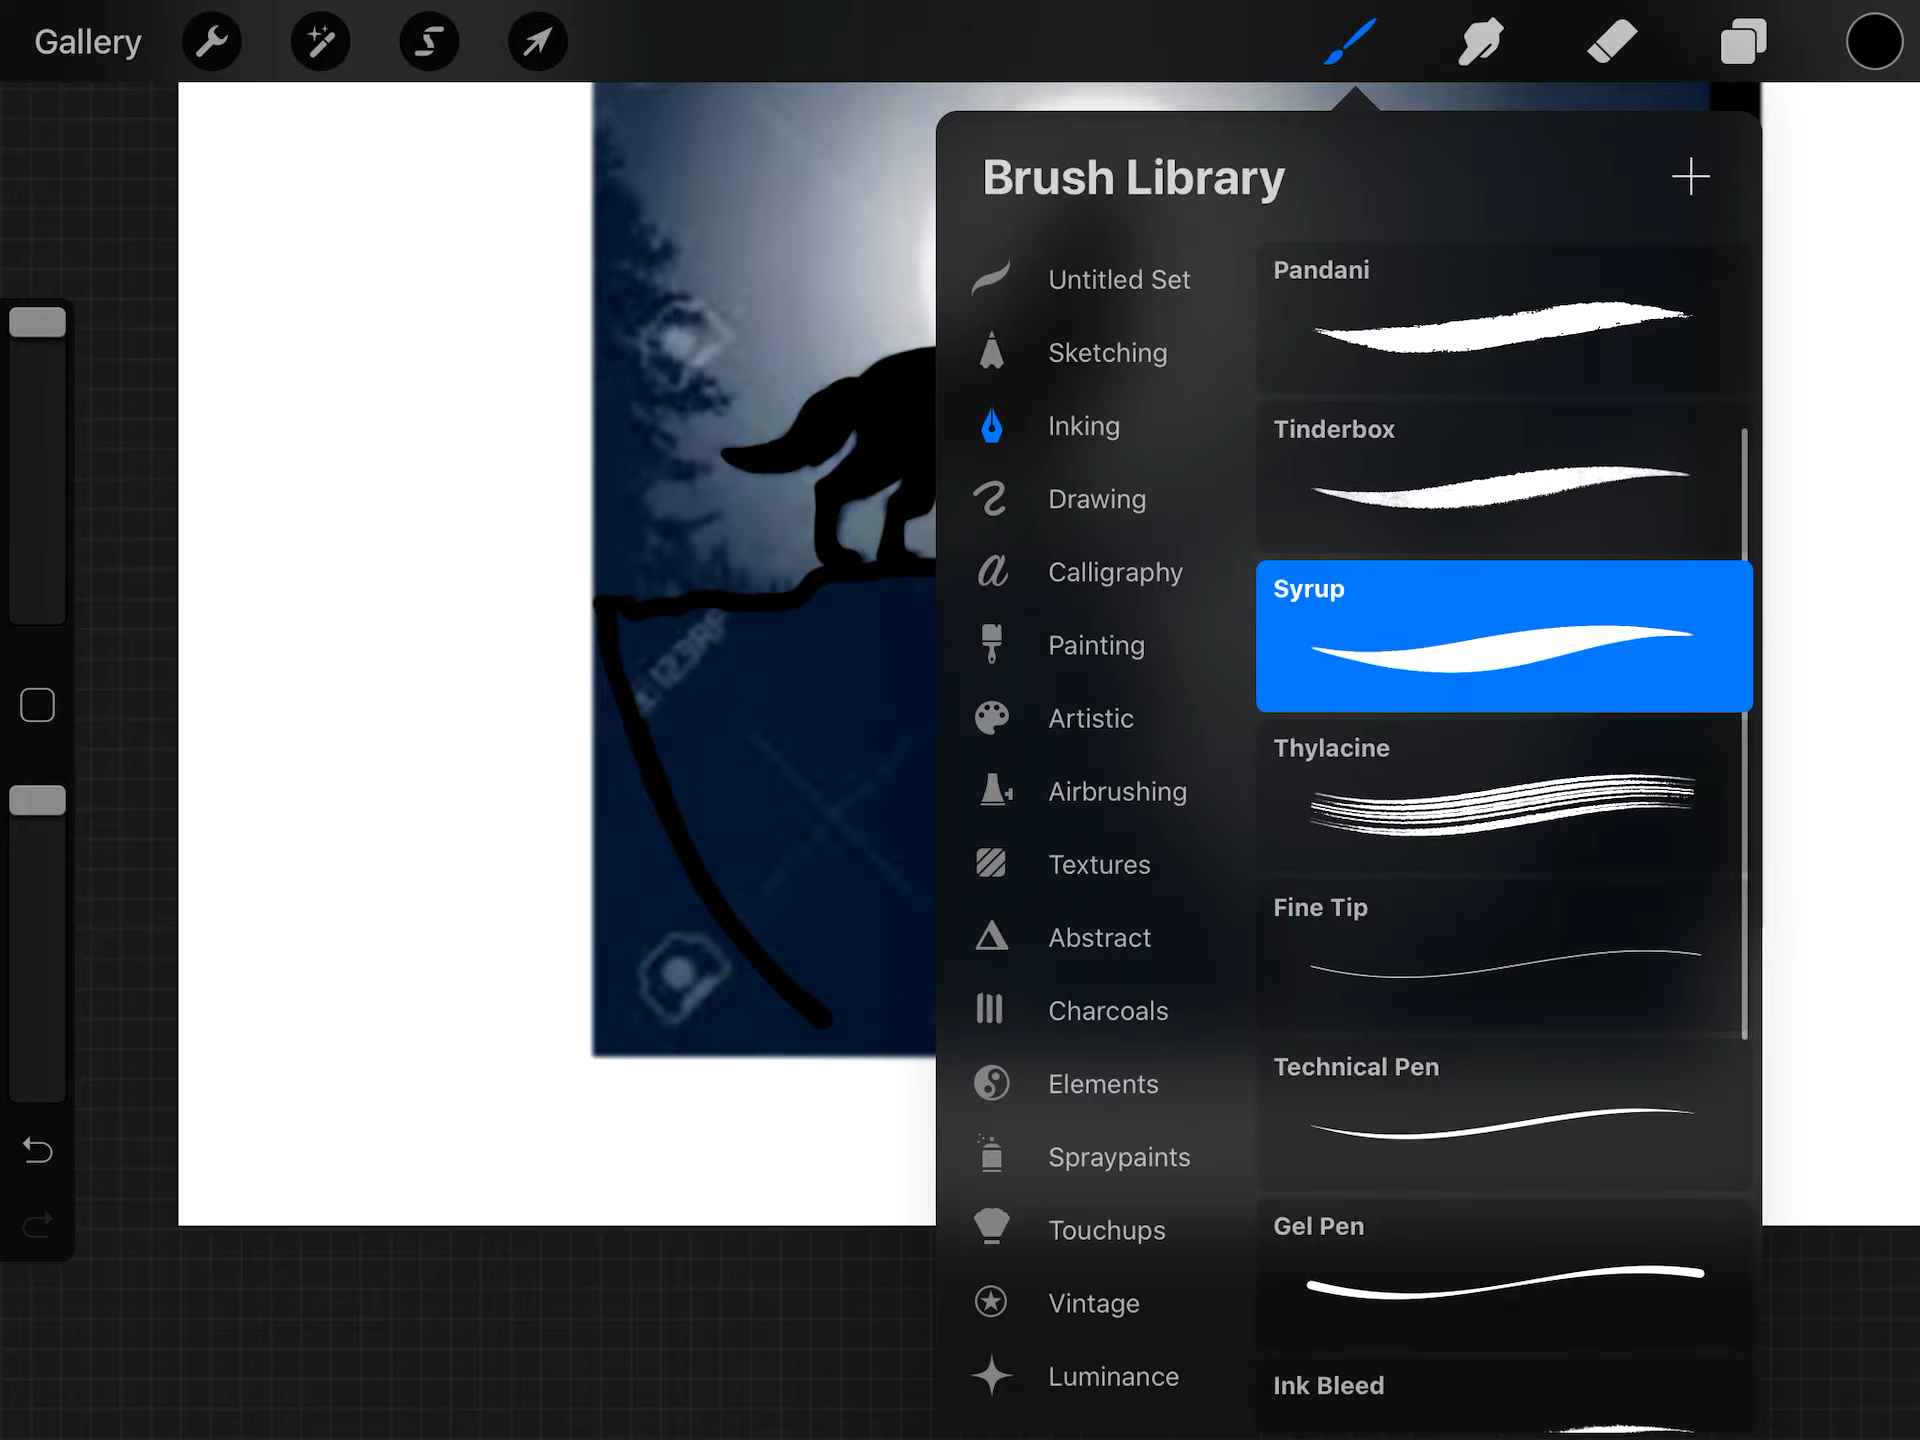 Gallery
Brush Library
Untitled Set
Sketching
Inking
Drawing
Calligraphy
Painting
Artistic
Airbrushing
Textures
Abstract
Charcoals
Elements
Spraypaints
Touchups
Vintage
Luminance
Pandani
Tinderbox
Syrup
Thylacine
Fine Tip
Technical Pen
Gel Pen
Ink Bleed
123RF